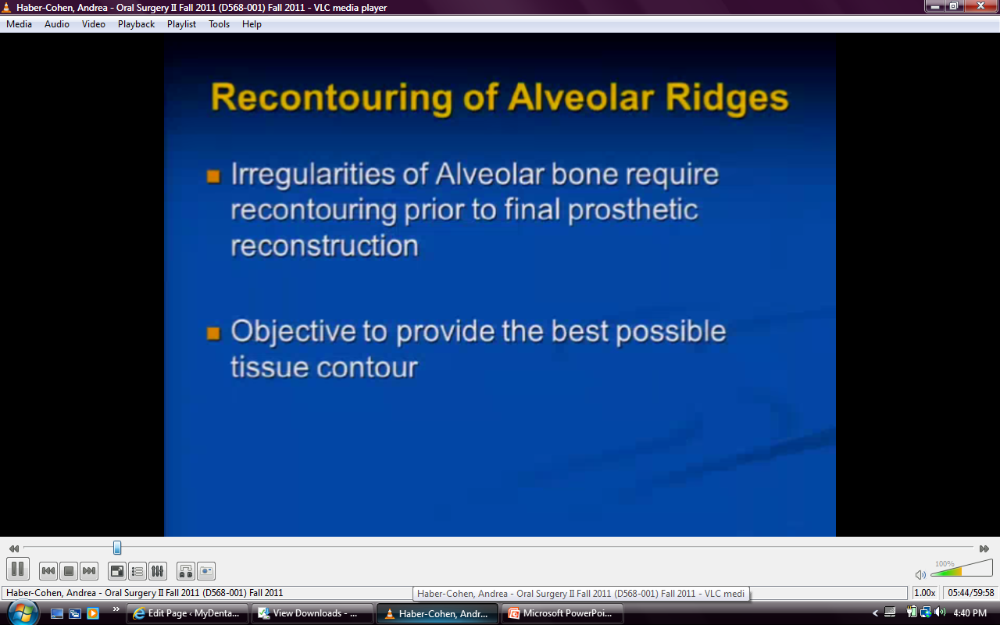 Haber-Cohen, Andrea - Oral Surgery II Fall 2011 (D568-001) Fall 2011 - VLC media player
Media Audio Video Playback Playlist Tools Help
Recontouring of Alveolar Ridges
Irregularities of Alveolar bone require
recontouring prior to final prosthetic
reconstruction
Objective to provide the best possible
tissue contour
100%
Haber-Cohen, Andrea - Oral Surgery II Fall 2011 (D568-001) Fall 2011
Haber-Cohen, Andrea - Oral Surgery II Fall 2011 (D568-001) Fall 2011 - VLC medi
1.00x 05:44/59:58
Edit Page ‹ MyDenta... View Downloads - ... Haber-Cohen, Andr... Microsoft PowerPoi... 4:40 PM